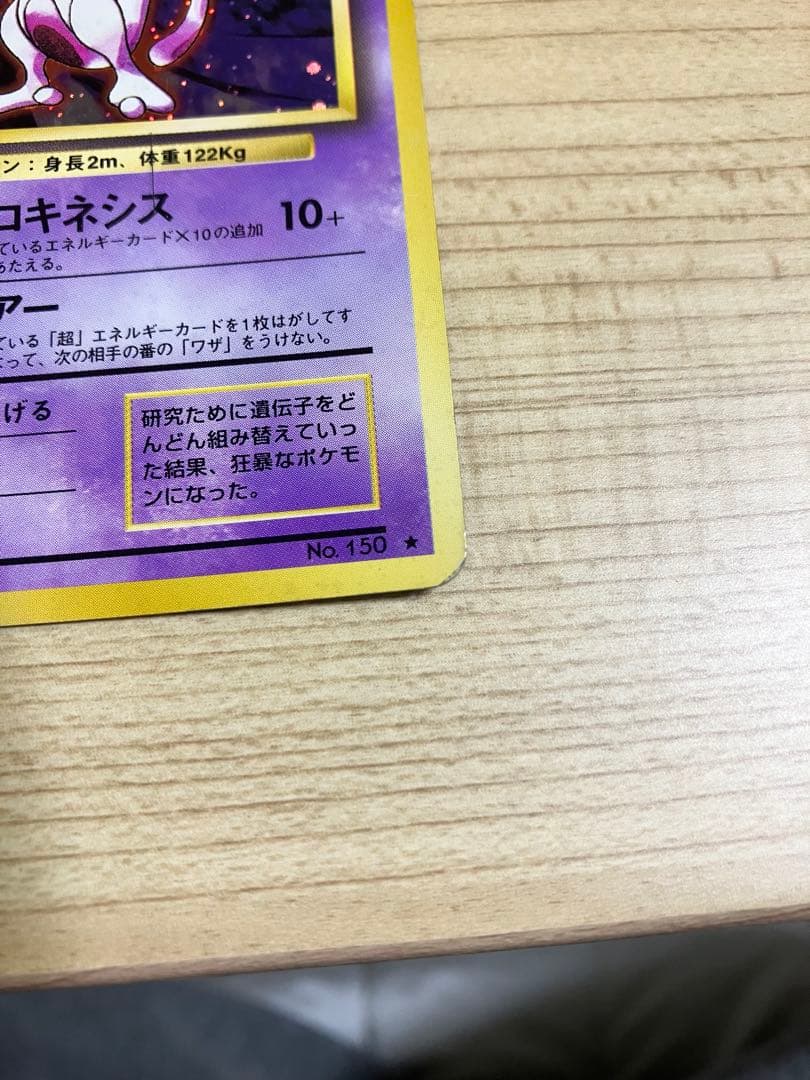 ン：身長2m、体重122Kg
コキネシス 10+
ているエネルギーカード×10の追加
あたえる。
アー
ている「超」エネルギーカードを1枚はがしてす
って、次の相手の番の「ワザ」をうけない。
げる
研究ために遺伝子をど
んどん組み替えていっ
た結果、狂暴なポケモ
ンになった。
No. 150 ★